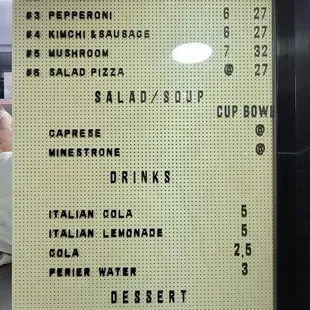 #3 PEPPERONI 6 27
#4 KIMCHI & SAUSAGE 6 27
#5 MUSHROOM 7 32
#6 SALAD PIZZA @ 27
SALAD/SOUP
CUP BOWL
CAPRESE @
MINESTRONE @
DRINKS
ITALIAN COLA 5
ITALIAN LEMONADE 5
COLA 2,5
PERIER WATER 3
DESSERT